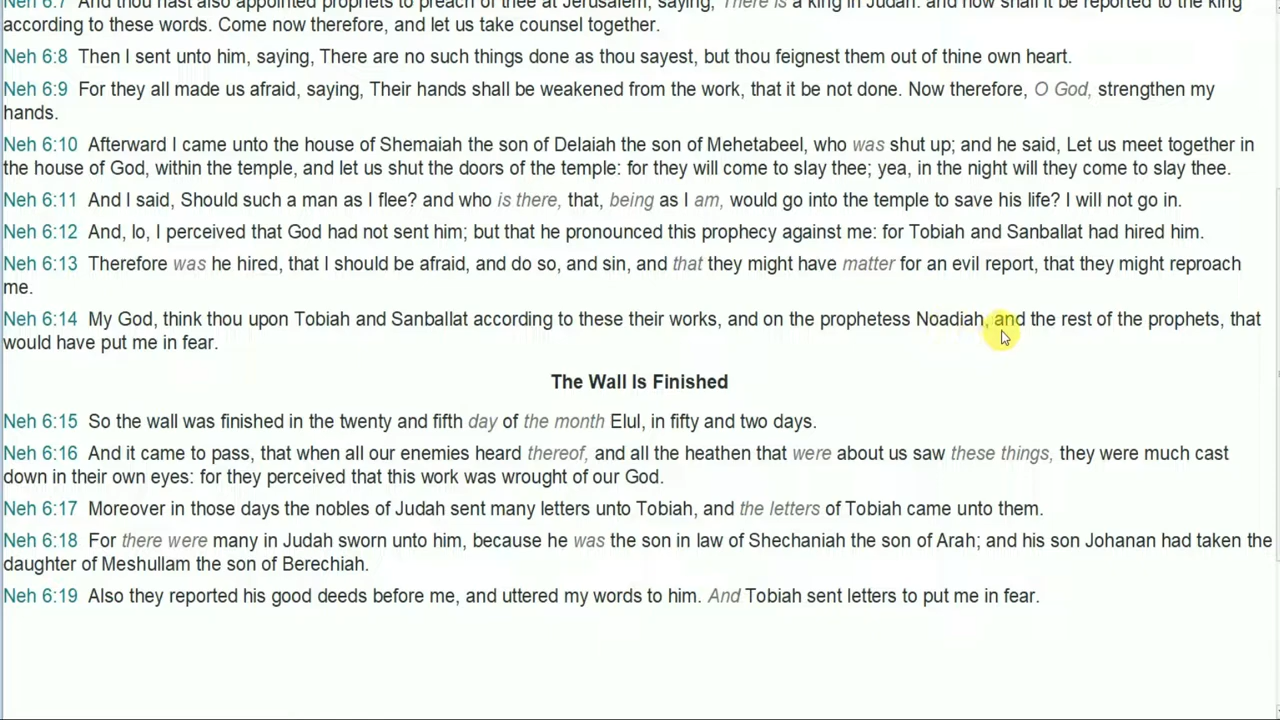 Neh 6:7 And thou hast also appointed prophets to preach of thee at Jerusalem, saying, There is a king in Judah: and now shall it be reported to the king
according to these words. Come now therefore, and let us take counsel together.
Neh 6:8 Then I sent unto him, saying, There are no such things done as thou sayest, but thou feignest them out of thine own heart.
Neh 6:9 For they all made us afraid, saying, Their hands shall be weakened from the work, that it be not done. Now therefore, O God, strengthen my
hands.
Neh 6:10 Afterward I came unto the house of Shemaiah the son of Delaiah the son of Mehetabeel, who was shut up; and he said, Let us meet together in
the house of God, within the temple, and let us shut the doors of the temple: for they will come to slay thee; yea, in the night will they come to slay thee.
Neh 6:11 And I said, Should such a man as I flee? and who is there, that, being as I am, would go into the temple to save his life? I will not go in.
Neh 6:12 And, lo, I perceived that God had not sent him; but that he pronounced this prophecy against me: for Tobiah and Sanballat had hired him.
Neh 6:13 Therefore was he hired, that I should be afraid, and do so, and sin, and that they might have matter for an evil report, that they might reproach
me.
Neh 6:14 My God, think thou upon Tobiah and Sanballat according to these their works, and on the prophetess Noadiah, and the rest of the prophets, that
would have put me in fear.
The Wall Is Finished
Neh 6:15 So the wall was finished in the twenty and fifth day of the month Elul, in fifty and two days.
Neh 6:16 And it came to pass, that when all our enemies heard thereof, and all the heathen that were about us saw these things, they were much cast
down in their own eyes: for they perceived that this work was wrought of our God.
Neh 6:17 Moreover in those days the nobles of Judah sent many letters unto Tobiah, and the letters of Tobiah came unto them.
Neh 6:18 For there were many in Judah sworn unto him, because he was the son in law of Shechaniah the son of Arah; and his son Johanan had taken the
daughter of Meshullam the son of Berechiah.
Neh 6:19 Also they reported his good deeds before me, and uttered my words to him. And Tobiah sent letters to put me in fear.